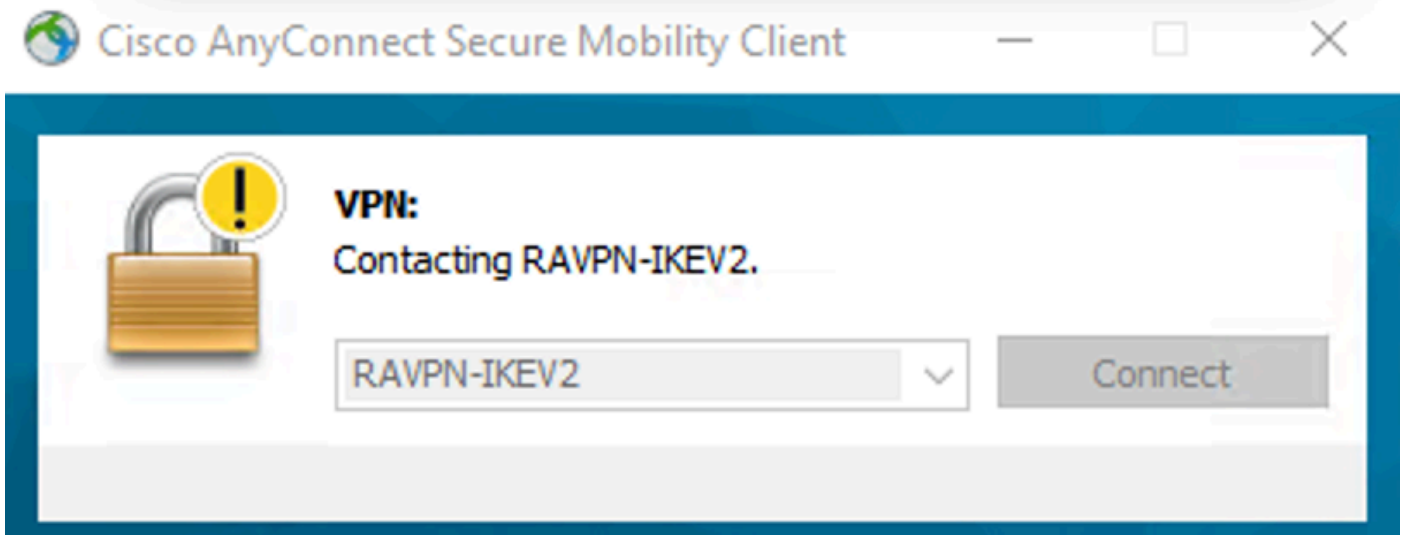 Cisco AnyConnect Secure Mobility Client
VPN:
Contacting RAVPN-IKEV2.
RAVPN-IKEV2
Connect